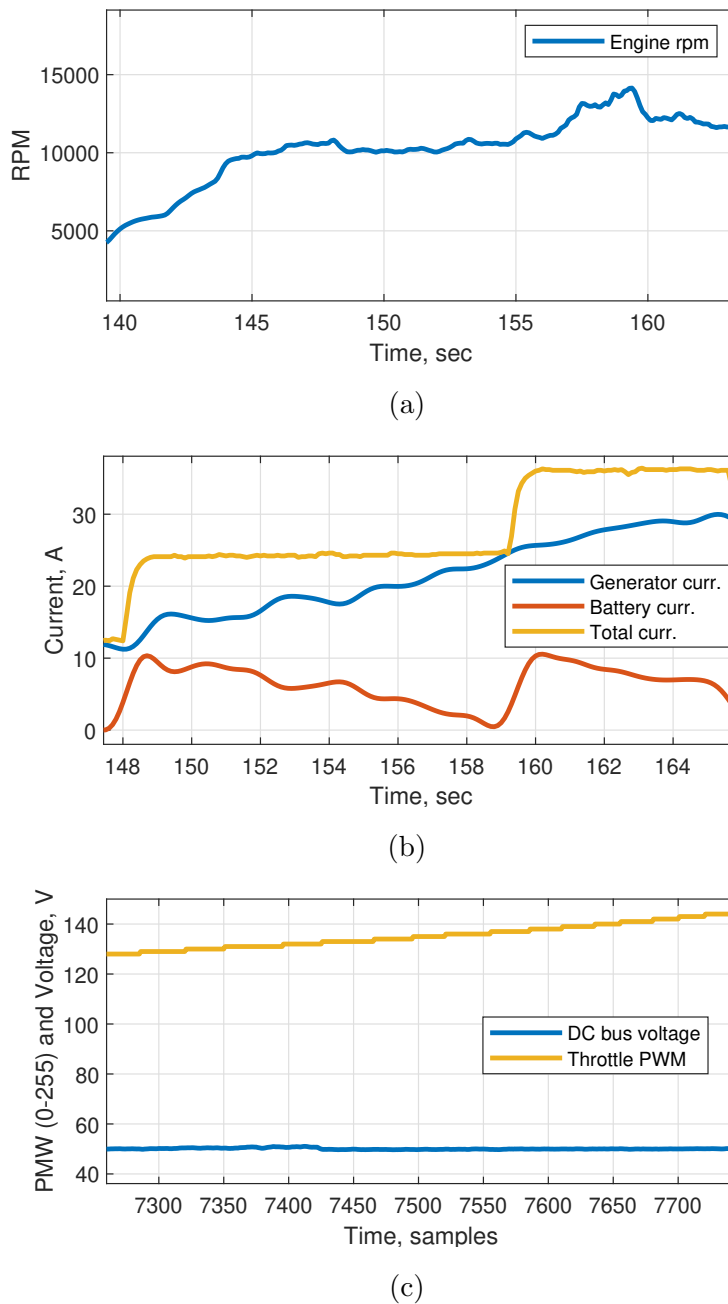 Engine rpm
15000
10000
5000
RPM
140 145 150 155 160
Time, sec
(a)
30
20
10
0
Current, A
Generator curr.
Battery curr.
Total curr.
148 150 152 154 156 158 160 162 164
Time, sec
(b)
140
120
100
80
60
40
PMW (0-255) and Voltage, V
DC bus voltage
Throttle PWM
7300 7350 7400 7450 7500 7550 7600 7650 7700
Time, samples
(c)